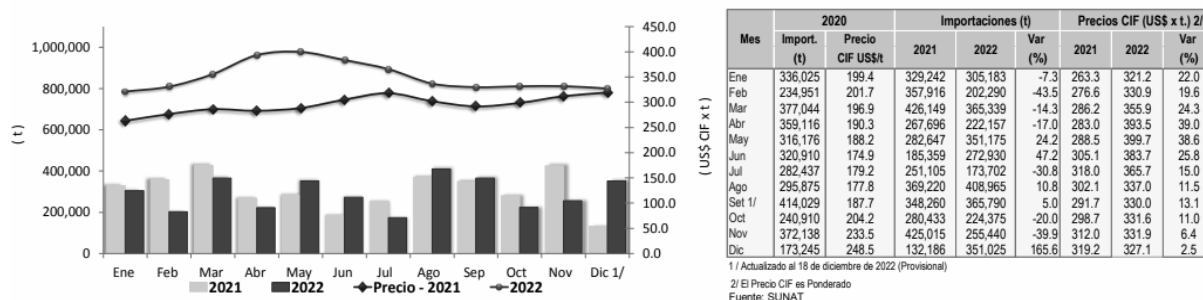 ( t )
1,000,000
800,000
600,000
400,000
200,000
0
450.0
400.0
350.0
300.0
250.0
200.0
150.0
100.0
50.0
0.0
( US$ CIF x t )
Ene Feb Mar Abr May Jun Jul Ago Sep Oct Nov Dic 1/
2021 2022 Precio - 2021 2022
2020 Importaciones (t) Precios CIF (US$ x t.) 2/
Mes Import. (t) Precio CIF US$/t 2021 2022 Var (%) 2021 2022 Var (%)
Ene 336,025 199.4 329,242 305,183 -7.3 263.3 321.2 22.0
Feb 234,951 201.7 357,916 202,290 -43.5 276.6 330.9 19.6
Mar 377,044 196.9 426,149 365,339 -14.3 286.2 355.9 24.3
Abr 359,116 190.3 267,696 222,157 -17.0 283.0 393.5 39.0
May 316,176 188.2 282,647 351,175 24.2 288.5 399.7 38.6
Jun 320,910 174.9 185,359 272,930 47.2 305.1 383.7 25.8
Jul 282,437 179.2 251,105 173,702 -30.8 318.0 365.7 15.0
Ago 295,875 177.8 369,220 408,965 10.8 302.1 337.0 11.5
Set 1/ 414,029 187.7 348,260 365,790 5.0 291.7 330.0 13.1
Oct 240,910 204.2 280,433 224,375 -20.0 298.7 331.6 11.0
Nov 372,138 233.5 425,015 255,440 -39.9 312.0 331.9 6.4
Dic 173,245 248.5 132,186 351,025 165.6 319.2 327.1 2.5
1 / Actualizado al 18 de diciembre de 2022 (Provisional)
2/ El Precio CIF es Ponderado
Fuente: SUNAT